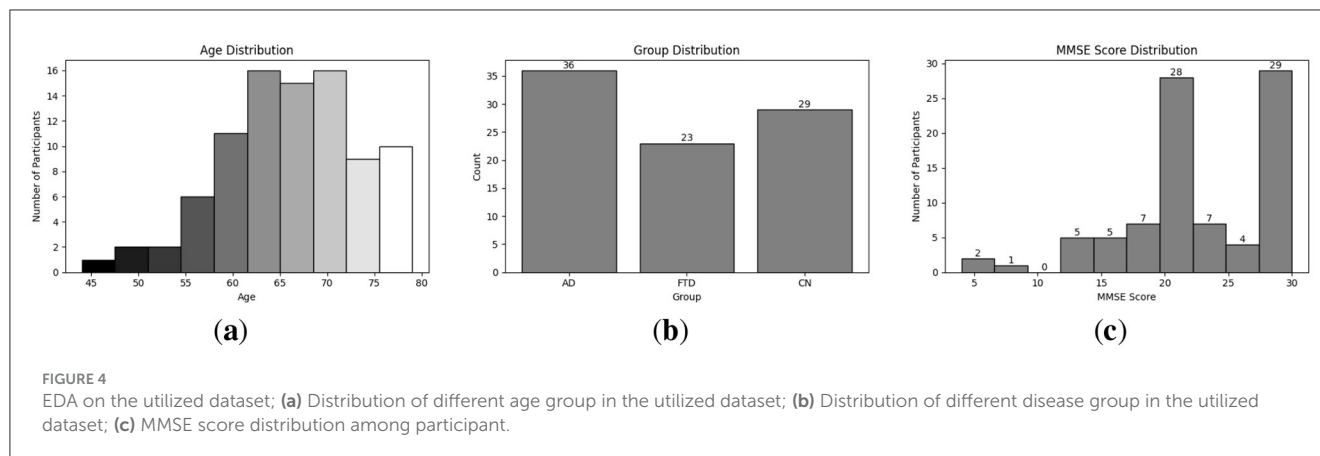 Age Distribution
Number of Participants
16
14
12
10
8
6
4
2
0
45 50 55 60 65 70 75 80
Age
(a)
Group Distribution
Count
35
30
25
20
15
10
5
0
36
23
29
AD FTD CN
Group
(b)
MMSE Score Distribution
Number of Participants
30
25
20
15
10
5
0
2
1
0
5
5
7
28
7
4
29
5 10 15 20 25 30
MMSE Score
(c)
FIGURE 4
EDA on the utilized dataset; (a) Distribution of different age group in the utilized dataset; (b) Distribution of different disease group in the utilized
dataset; (c) MMSE score distribution among participant.